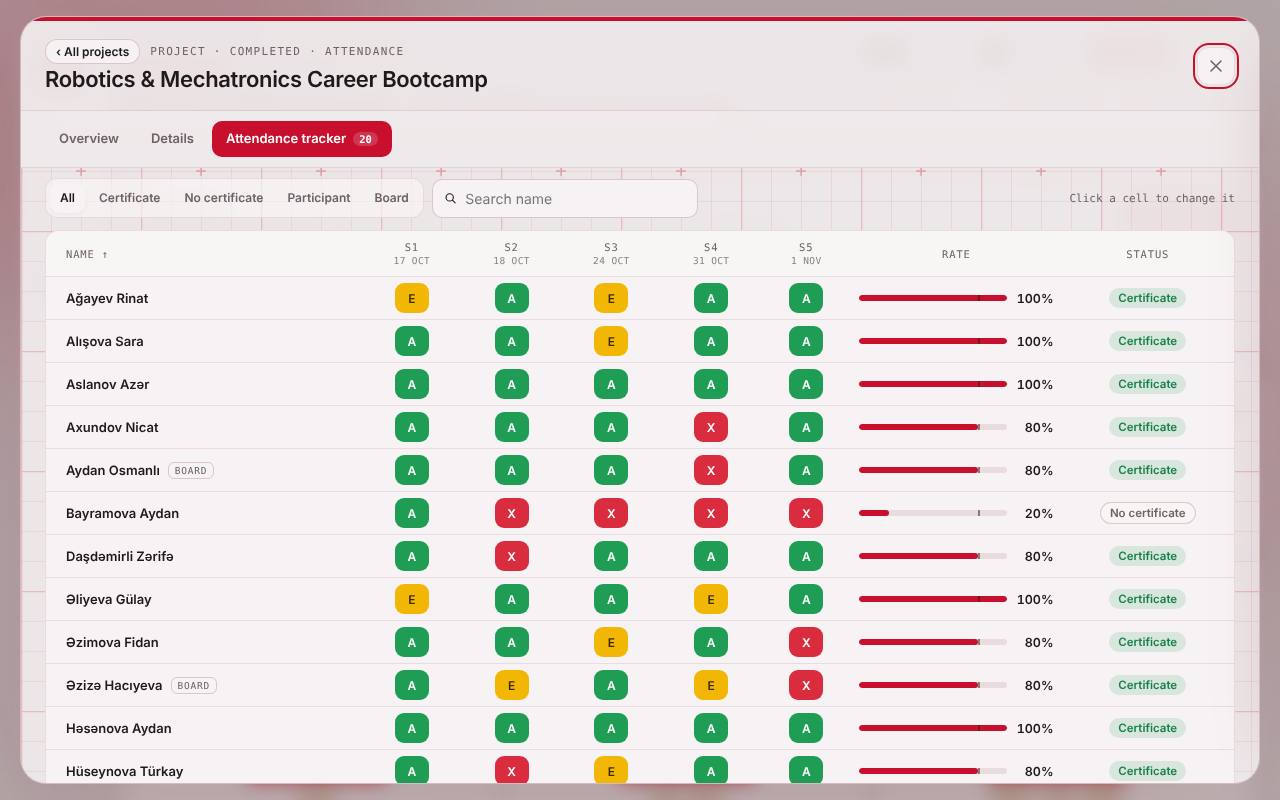 ‹ All projects PROJECT · COMPLETED · ATTENDANCE
Robotics & Mechatronics Career Bootcamp
Overview Details Attendance tracker 20
All Certificate No certificate Participant Board Search name Click a cell to change it
NAME ↑ S1 17 OCT S2 18 OCT S3 24 OCT S4 31 OCT S5 1 NOV RATE STATUS
Ağayev Rinat E A E A A 100% Certificate
Alışova Sara A A E A A 100% Certificate
Aslanov Azər A A A A A 100% Certificate
Axundov Nicat A A A X A 80% Certificate
Aydan Osmanlı BOARD A A A X A 80% Certificate
Bayramova Aydan A X X X X 20% No certificate
Daşdəmirli Zərifə A X A A A 80% Certificate
Əliyeva Gülay E A A E A 100% Certificate
Əzimova Fidan A A E A X 80% Certificate
Əzizə Hacıyeva BOARD A E A E X 80% Certificate
Həsənova Aydan A A A A A 100% Certificate
Hüseynova Türkay A X E A A 80% Certificate